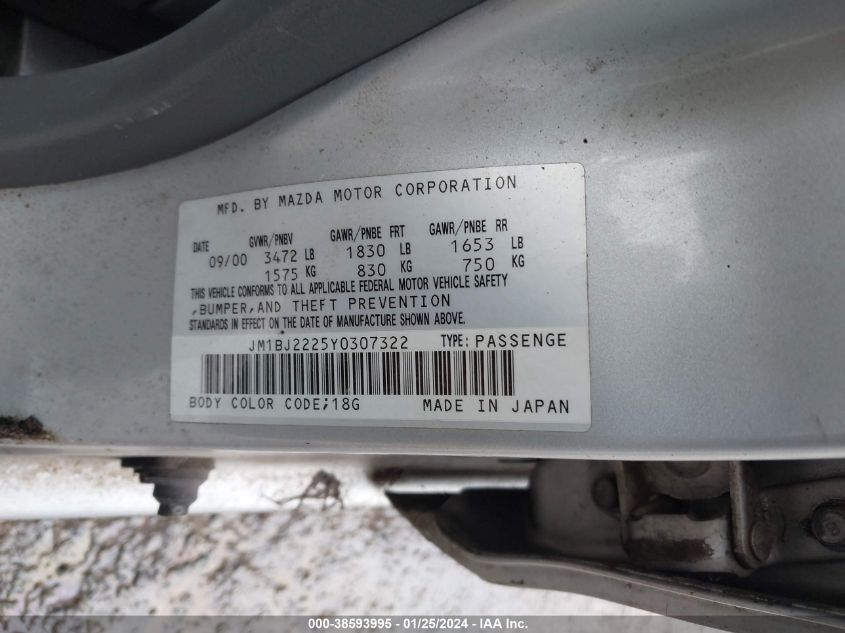 MFD. BY MAZDA MOTOR CORPORATION
DATE GVWR/PNBV GAWR/PNBE FRT GAWR/PNBE RR
09/00 3472 LB 1830 LB 1653 LB
1575 KG 830 KG 750 KG
THIS VEHICLE CONFORMS TO ALL APPLICABLE FEDERAL MOTOR VEHICLE SAFETY
,BUMPER,AND THEFT PREVENTION
STANDARDS IN EFFECT ON THE DATE OF MANUFACTURE SHOWN ABOVE.
JM1BJ2225Y0307322 TYPE: PASSENGE
BODY COLOR CODE;18G MADE IN JAPAN
000-38593995 - 01/25/2024 - IAA Inc.